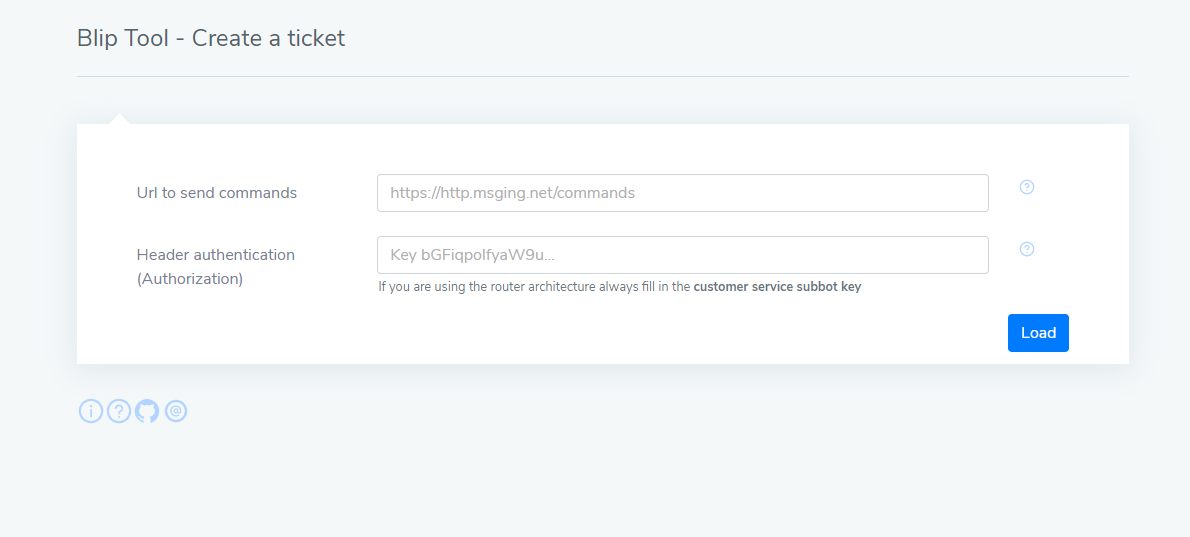 Blip Tool - Create a ticket
Url to send commands
https://http.msging.net/commands
Header authentication
(Authorization)
Key bGFiqpoIfyaW9u...
If you are using the router architecture always fill in the customer service subbot key
Load